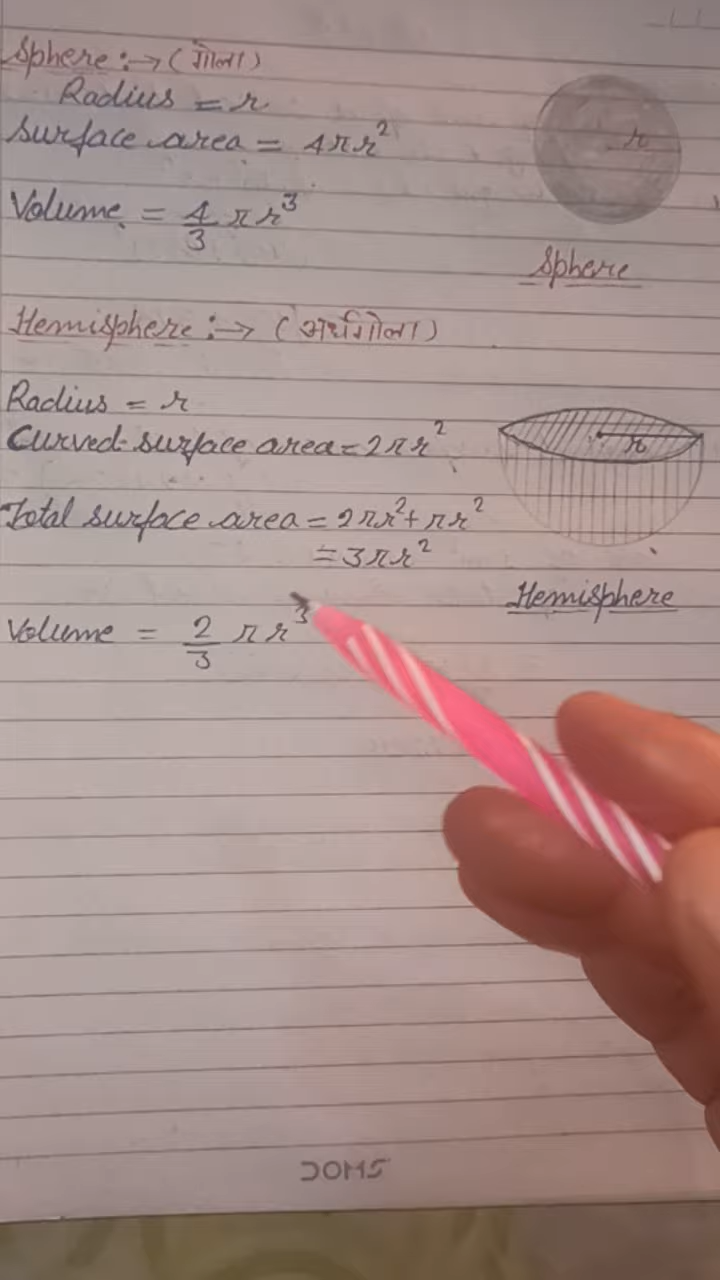 Sphere :→ (गोला)
Radius = r
Surface area = 4πr²
r
Volume = 4/3 πr³
Sphere
Hemisphere :→ (अर्धगोला)
Radius = r
Curved surface area = 2πr²
r
Total surface area = 2πr² + πr²
= 3πr²
Hemisphere
Volume = 2/3 πr³
DOMS